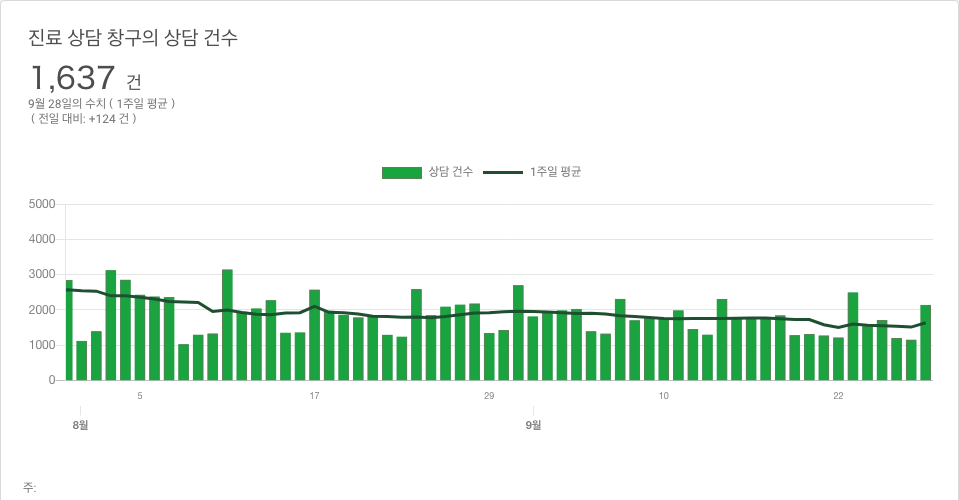 진료 상담 창구의 상담 건수
1,637 건
9월 28일의 수치 ( 1주일 평균 )
( 전일 대비: +124 건 )
상담 건수 1주일 평균
5000
4000
3000
2000
1000
0
5 17 29 10 22
8월 9월
주: